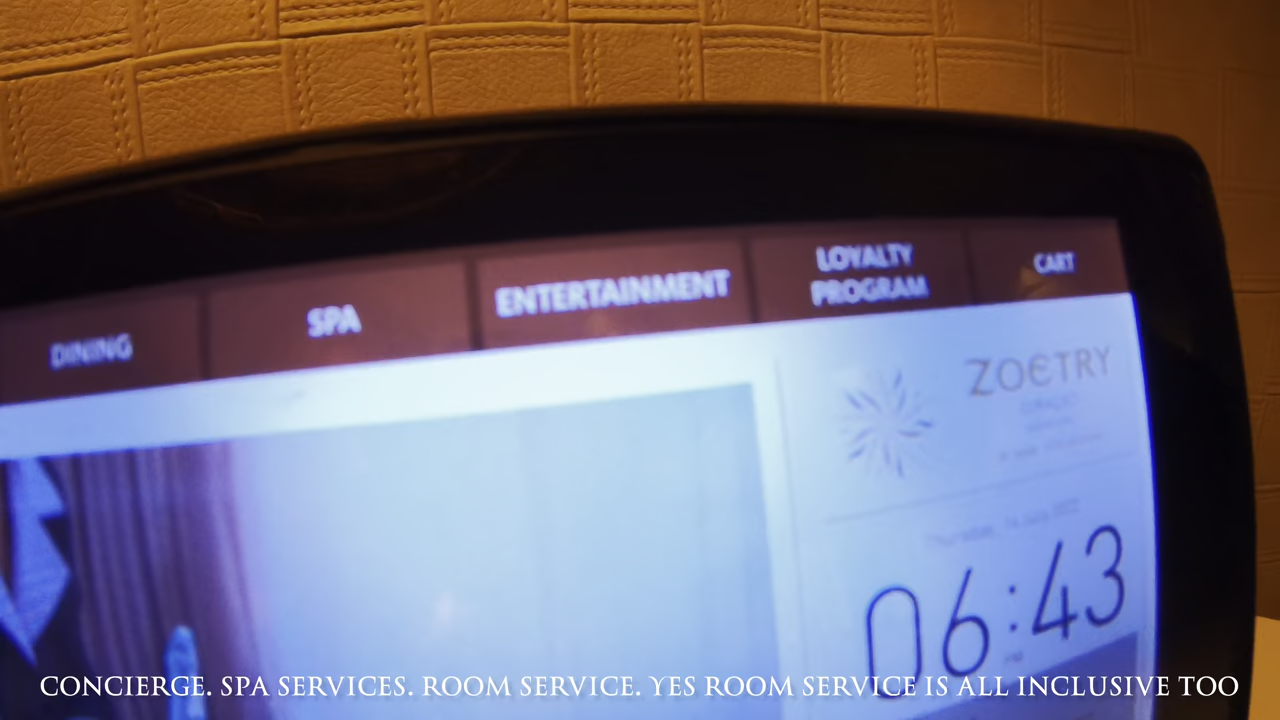 DINING
SPA
ENTERTAINMENT
LOYALTY
PROGRAM
CART
ZOETRY
06:43
PM
CONCIERGE. SPA SERVICES. ROOM SERVICE. YES ROOM SERVICE IS ALL INCLUSIVE TOO